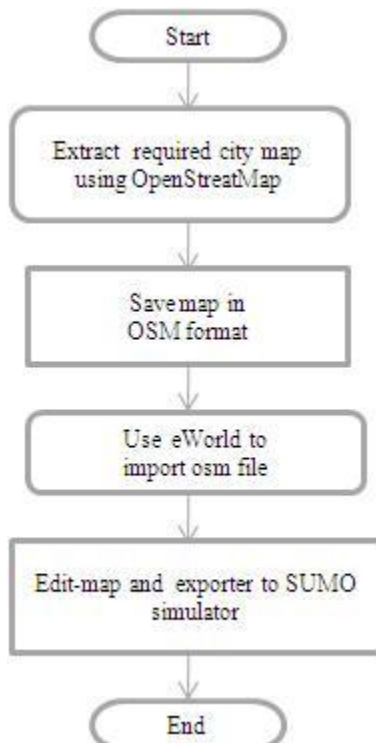 Start
Extract required city map
using OpenStreatMap
Save map in
OSM format
Use eWorld to
import osm file
Edit-map and exporter to SUMO
simulator
End